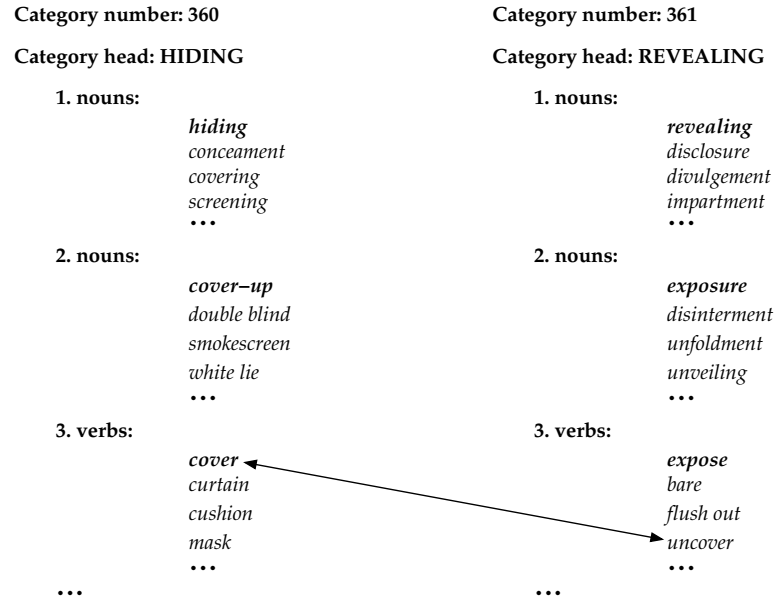 Category number: 360
Category head: HIDING
1. nouns:
hiding
conceament
covering
screening
...
2. nouns:
cover–up
double blind
smokescreen
white lie
...
3. verbs:
cover
curtain
cushion
mask
...
...
Category number: 361
Category head: REVEALING
1. nouns:
revealing
disclosure
divulgement
impartment
...
2. nouns:
exposure
disinterment
unfoldment
unveiling
...
3. verbs:
expose
bare
flush out
uncover
...
...